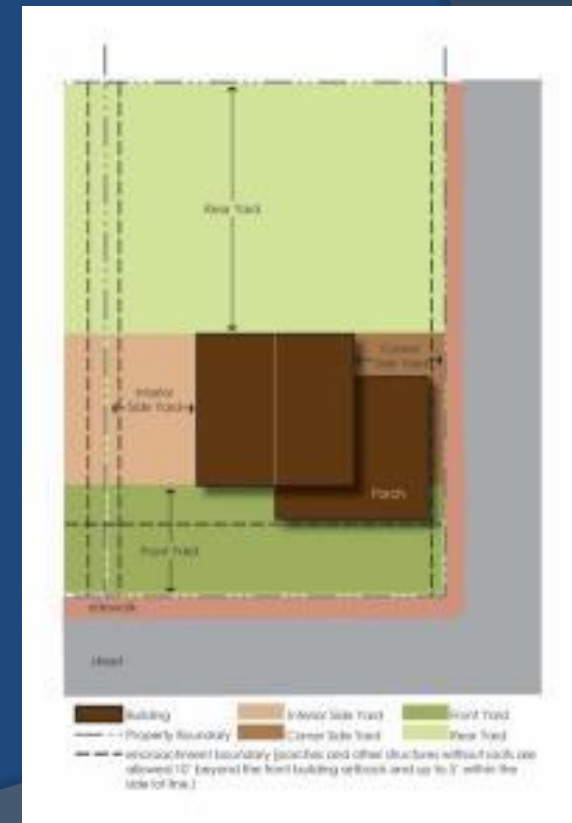 Rear Yard
Corner
Side Yard
Interior
Side Yard
Porch
Front Yard
sidewalk
street
Building
Interior Side Yard
Front Yard
Property Boundary
Corner Side Yard
Rear Yard
encroachment boundary (porches and other structures without roofs are
allowed 10' beyond the front building setback and up to
within the
side lot line.)